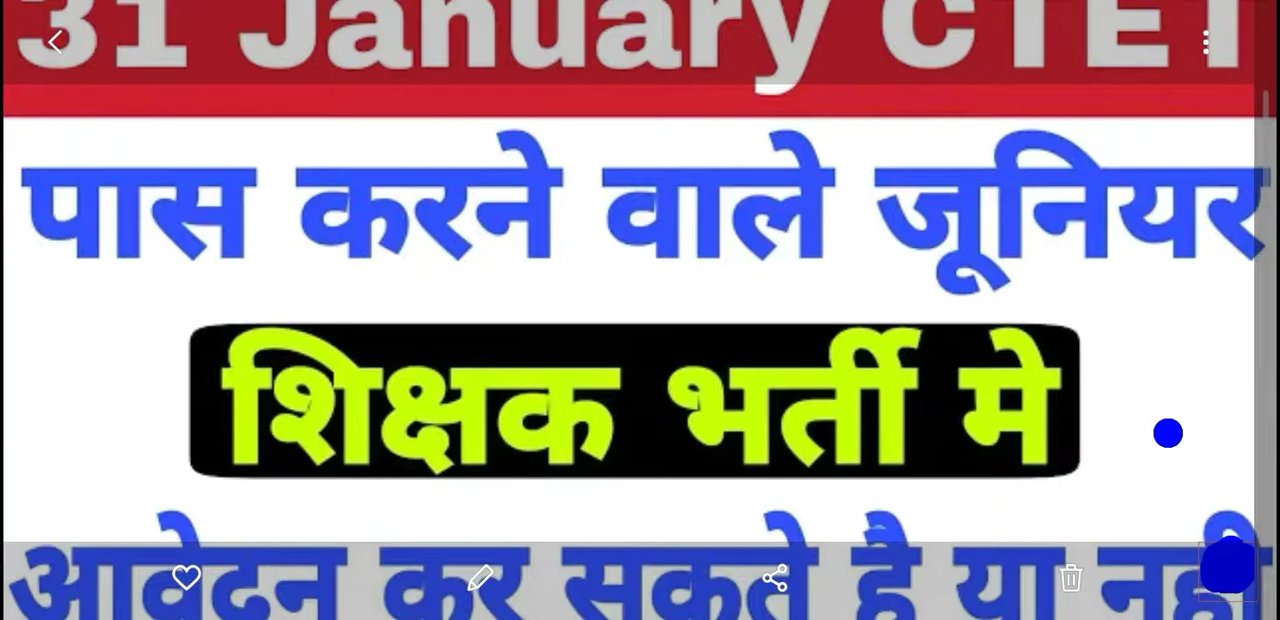 31 January CTET
पास करने वाले जूनियर
शिक्षक भर्ती मे
आवेदन कर सकते है या नही